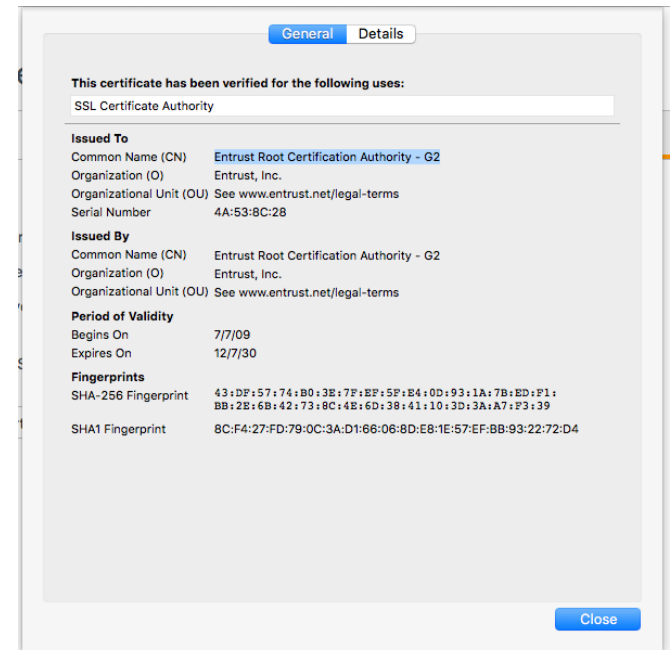 General Details
This certificate has been verified for the following uses:
SSL Certificate Authority
Issued To
Common Name (CN) Entrust Root Certification Authority - G2
Organization (O) Entrust, Inc.
Organizational Unit (OU) See www.entrust.net/legal-terms
Serial Number 4A:53:8C:28
Issued By
Common Name (CN) Entrust Root Certification Authority - G2
Organization (O) Entrust, Inc.
Organizational Unit (OU) See www.entrust.net/legal-terms
Period of Validity
Begins On 7/7/09
Expires On 12/7/30
Fingerprints
SHA-256 Fingerprint 43:DF:57:74:B0:3E:7F:EF:5F:E4:0D:93:1A:7B:ED:F1:
BB:2E:6B:42:73:8C:4E:6D:38:41:10:3D:3A:A7:F3:39
SHA1 Fingerprint 8C:F4:27:FD:79:0C:3A:D1:66:06:8D:E8:1E:57:EF:BB:93:22:72:D4
Close